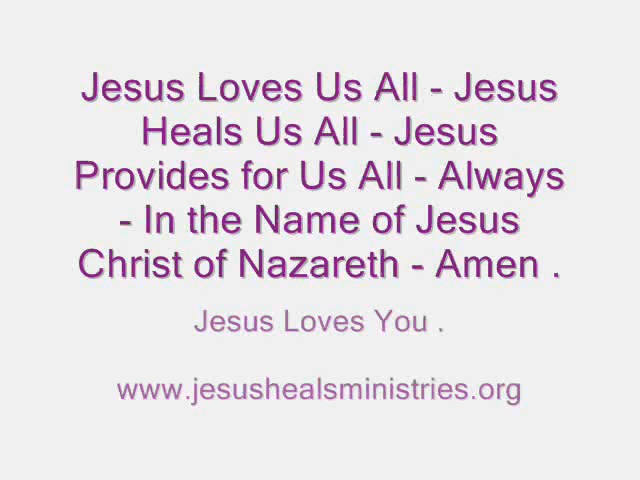 Jesus Loves Us All - Jesus
Heals Us All - Jesus
Provides for Us All - Always
- In the Name of Jesus
Christ of Nazareth - Amen .
Jesus Loves You .
www.jesushealsministries.org